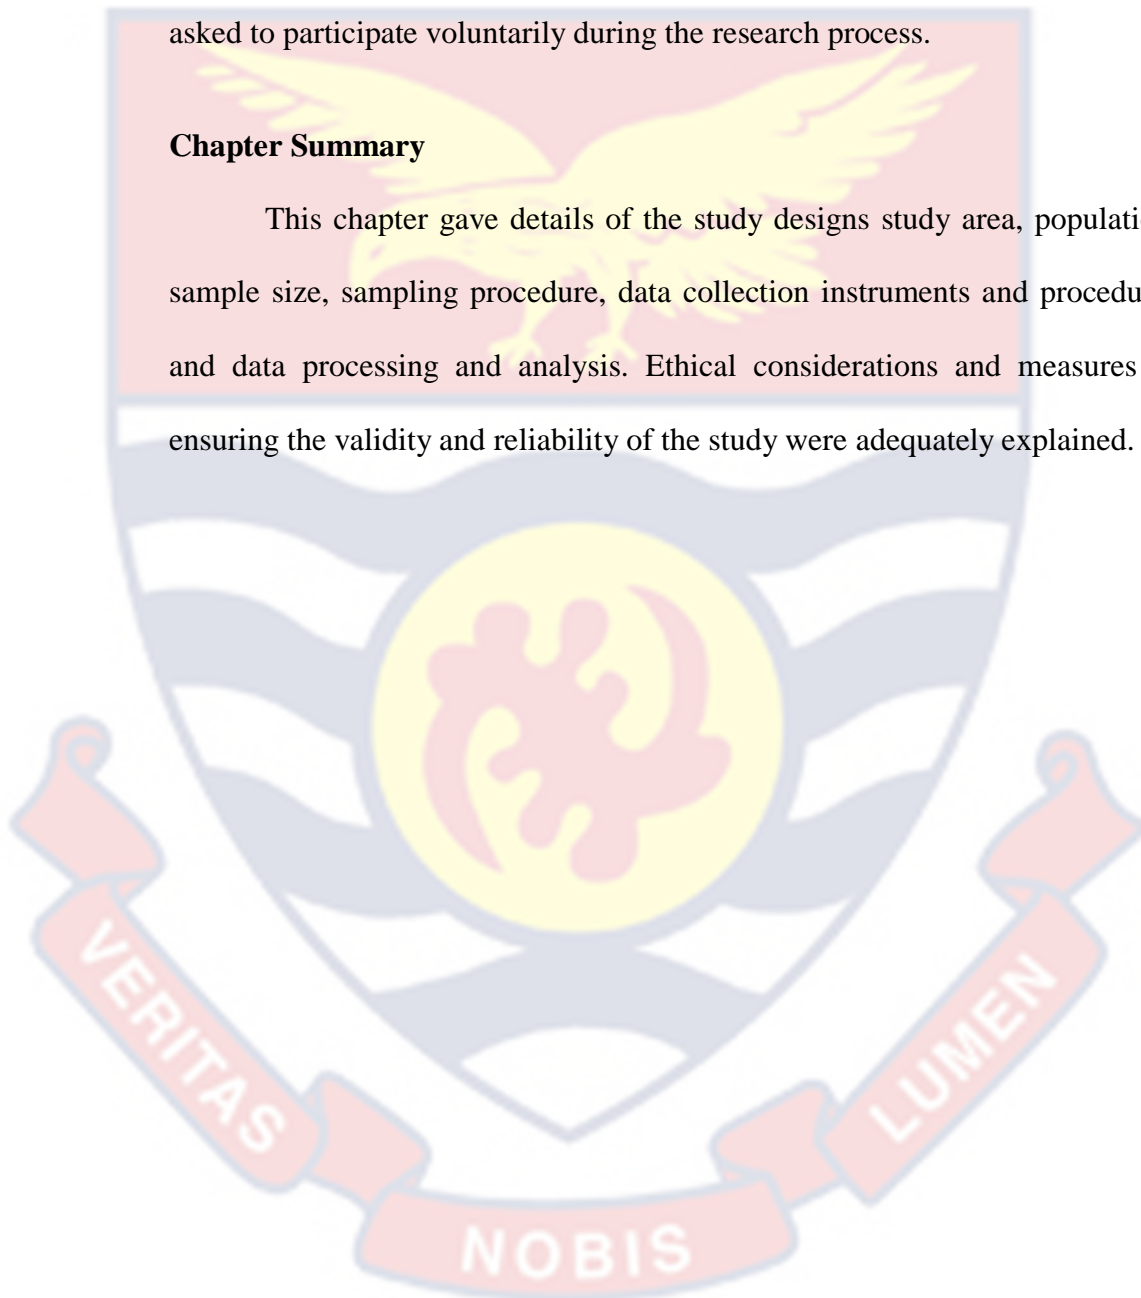 asked to participate voluntarily during the research process.
Chapter Summary
This chapter gave details of the study designs study area, populati
sample size, sampling procedure, data collection instruments and procedu
and data processing and analysis. Ethical considerations and measures
ensuring the validity and reliability of the study were adequately explained.
VERITAS
NOBIS
LUMEN